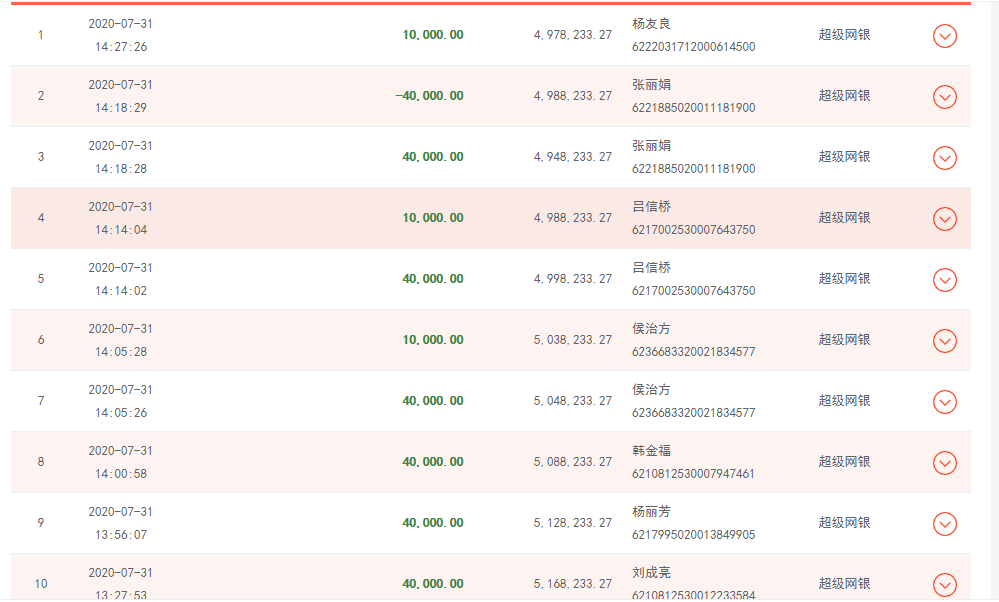 1 2020-07-31 14:27:26 10,000.00 4,978,233.27 杨友良 6222031712000614500 超级网银
2 2020-07-31 14:18:29 -40,000.00 4,988,233.27 张丽娟 6221885020011181900 超级网银
3 2020-07-31 14:18:28 40,000.00 4,948,233.27 张丽娟 6221885020011181900 超级网银
4 2020-07-31 14:14:04 10,000.00 4,988,233.27 吕信桥 6217002530007643750 超级网银
5 2020-07-31 14:14:02 40,000.00 4,998,233.27 吕信桥 6217002530007643750 超级网银
6 2020-07-31 14:05:28 10,000.00 5,038,233.27 侯治方 6236683320021834577 超级网银
7 2020-07-31 14:05:26 40,000.00 5,048,233.27 侯治方 6236683320021834577 超级网银
8 2020-07-31 14:00:58 40,000.00 5,088,233.27 韩金福 6210812530007947461 超级网银
9 2020-07-31 13:56:07 40,000.00 5,128,233.27 杨丽芳 6217995020013849905 超级网银
10 2020-07-31 13:27:53 40,000.00 5,168,233.27 刘成亮 6210812530012233584 超级网银